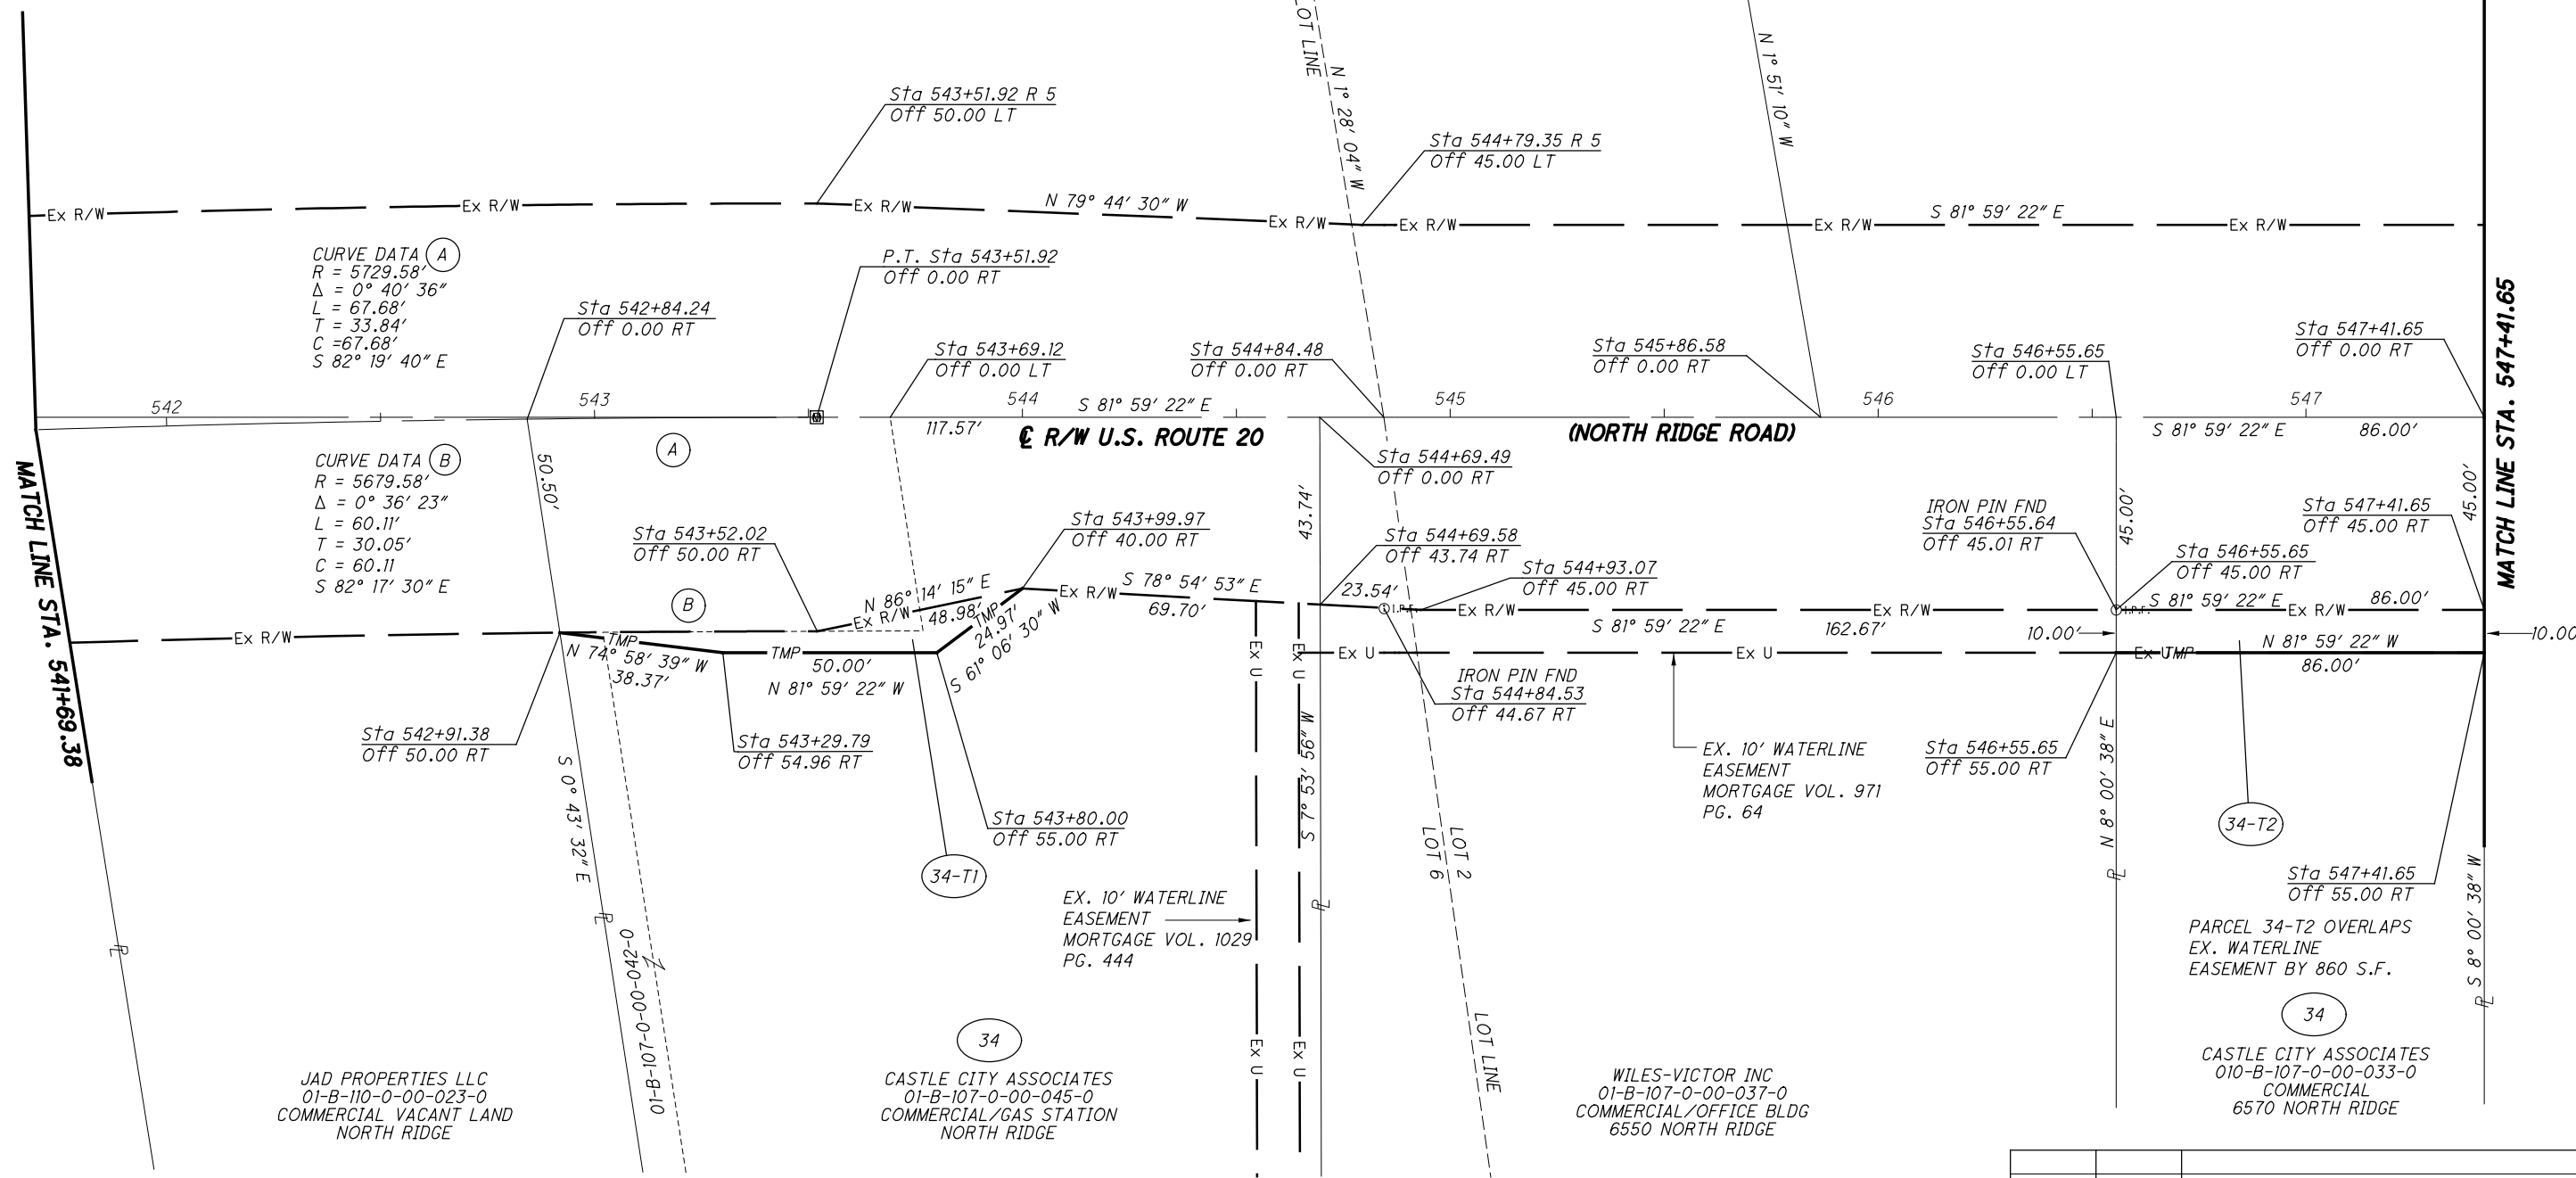 LOT LINE
N 1° 28′ 04″ W
N 1° 51′ 10″ W
Sta 543+51.92 R 5
Off 50.00 LT
Sta 544+79.35 R 5
Off 45.00 LT
Ex R/W
Ex R/W
Ex R/W
N 79° 44′ 30″ W
Ex R/W
Ex R/W
Ex R/W
S 81° 59′ 22″ E
Ex R/W
CURVE DATA A
R = 5729.58′
Δ = 0° 40′ 36″
L = 67.68′
T = 33.84′
C =67.68′
S 82° 19′ 40″ E
P.T. Sta 543+51.92
Off 0.00 RT
Sta 542+84.24
Off 0.00 RT
Sta 543+69.12
Off 0.00 LT
Sta 544+84.48
Off 0.00 RT
Sta 545+86.58
Off 0.00 RT
Sta 546+55.65
Off 0.00 LT
Sta 547+41.65
Off 0.00 RT
MATCH LINE STA. 547+41.65
542
543
544
S 81° 59′ 22″ E
545
546
547
117.57′
℄ R/W U.S. ROUTE 20
(NORTH RIDGE ROAD)
S 81° 59′ 22″ E
86.00′
A
MATCH LINE STA. 541+69.38
CURVE DATA B
R = 5679.58′
Δ = 0° 36′ 23″
L = 60.11′
T = 30.05′
C = 60.11
S 82° 17′ 30″ E
50.50′
Sta 544+69.49
Off 0.00 RT
43.74′
45.00′
45.00′
Sta 543+52.02
Off 50.00 RT
Sta 543+99.97
Off 40.00 RT
Sta 544+69.58
Off 43.74 RT
IRON PIN FND
Sta 546+55.64
Off 45.01 RT
Sta 547+41.65
Off 45.00 RT
Sta 546+55.65
Off 45.00 RT
Sta 544+93.07
Off 45.00 RT
B
N 86° 14′ 15″ E
Ex R/W
48.98′
Ex R/W
S 78° 54′ 53″ E
69.70′
23.54′
I.P.F.
Ex R/W
S 81° 59′ 22″ E
162.67′
Ex R/W
I.P.F.
S 81° 59′ 22″ E
Ex R/W
86.00′
10.00′
10.00′
Ex R/W
TMP
N 74° 58′ 39″ W
38.37′
TMP
50.00′
N 81° 59′ 22″ W
TMP
24.97′
S 61° 06′ 30″ W
Ex U
Ex U
Ex U
Ex U
Ex U
TMP
N 81° 59′ 22″ W
86.00′
IRON PIN FND
Sta 544+84.53
Off 44.67 RT
Sta 542+91.38
Off 50.00 RT
Sta 543+29.79
Off 54.96 RT
Sta 543+80.00
Off 55.00 RT
S 0° 43′ 32″ E
S 7° 53′ 56″ W
EX. 10′ WATERLINE
EASEMENT
MORTGAGE VOL. 971
PG. 64
Sta 546+55.65
Off 55.00 RT
N 8° 00′ 38″ E
34-T2
34-T1
LOT 2
LOT 6
Sta 547+41.65
Off 55.00 RT
S 8° 00′ 38″ W
EX. 10′ WATERLINE
EASEMENT
MORTGAGE VOL. 1029
PG. 444
PARCEL 34-T2 OVERLAPS
EX. WATERLINE
EASEMENT BY 860 S.F.
PL
PL
PL
PL
PL
01-B-107-0-00-042-0
Ex U
Ex U
LOT LINE
JAD PROPERTIES LLC
01-B-110-0-00-023-0
COMMERCIAL VACANT LAND
NORTH RIDGE
34
CASTLE CITY ASSOCIATES
01-B-107-0-00-045-0
COMMERCIAL/GAS STATION
NORTH RIDGE
WILES-VICTOR INC
01-B-107-0-00-037-0
COMMERCIAL/OFFICE BLDG
6550 NORTH RIDGE
34
CASTLE CITY ASSOCIATES
010-B-107-0-00-033-0
COMMERCIAL
6570 NORTH RIDGE